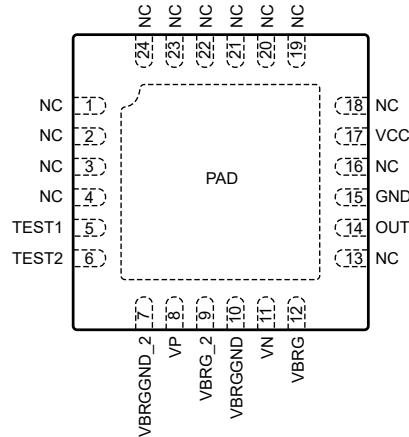 NC NC NC NC NC NC
24 23 22 21 20 19
NC 1 18 NC
NC 2 17 VCC
NC 3 16 NC
PAD
NC 4 15 GND
TEST1 5 14 OUT
TEST2 6 13 NC
7 8 9 10 11 12
VBRGGND_2 VP VBRG_2 VBRGGND VN VBRG